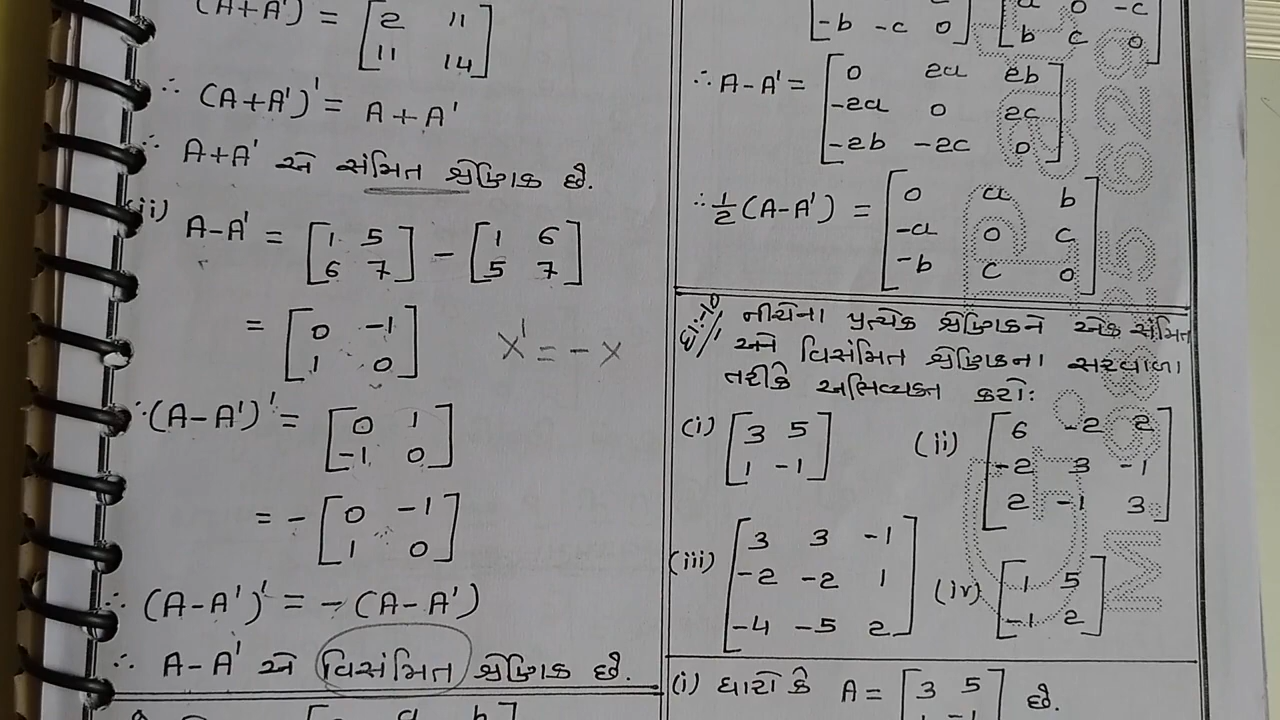 (A+A') = [2 11
11 14]
∴ (A+A')' = A+A'
∴ A+A' એ સંમિત શ્રેણિક છે.
(ii) A-A' = [1 5 - [1 6
6 7] 5 7]
= [0 -1
1 0]
X' = -X
∴ (A-A')' = [0 1
-1 0]
= - [0 -1
1 0]
∴ (A-A')' = -(A-A')
∴ A-A' એ વિસંમિત શ્રેણિક છે.
-b -c 0] 0 -c
b c 0]
∴ A-A' = [0 2a 2b
-2a 0 2c
-2b -2c 0]
∴ ½(A-A') = [0 a b
-a 0 c
-b c 0]
નીચેના પ્રત્યેક શ્રેણિકને એક સંમિત
અને વિસંમિત શ્રેણિકના સરવાળા
તરીકે અભિવ્યક્ત કરો:
(i) [3 5
1 -1]
(ii) [6 -2 2
-2 3 -1
2 -1 3]
(iii) [3 3 -1
-2 -2 1
-4 -5 2]
(iv) [1 5
-1 2]
(i) ધારો કે A = [3 5] છે.